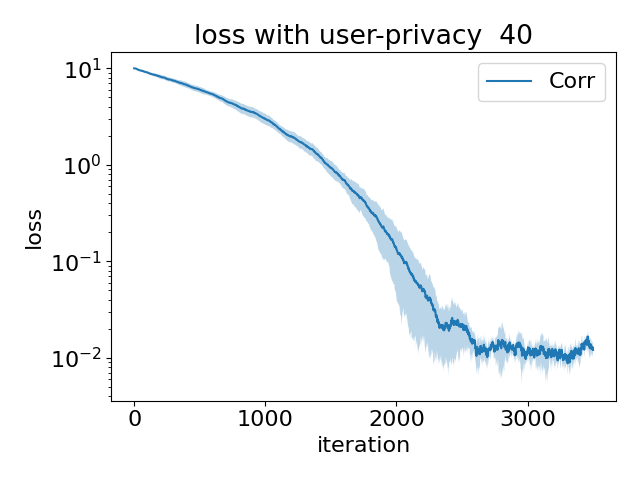 loss with user-privacy  40
Corr
10¹
10⁰
10⁻¹
10⁻²
loss
0 1000 2000 3000
iteration